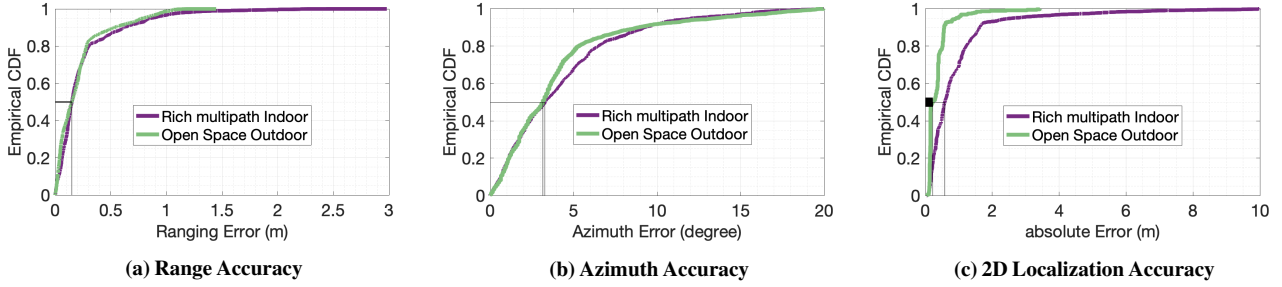 Empirical CDF
1
0.8
0.6
0.4
0.2
0
Rich multipath Indoor
Open Space Outdoor
0 0.5 1 1.5 2 2.5 3
Ranging Error (m)
(a) Range Accuracy
Empirical CDF
1
0.8
0.6
0.4
0.2
0
Rich multipath Indoor
Open Space Outdoor
0 5 10 15 20
Azimuth Error (degree)
(b) Azimuth Accuracy
Empirical CDF
1
0.8
0.6
0.4
0.2
0
Rich multipath Indoor
Open Space Outdoor
0 2 4 6 8 10
absolute Error (m)
(c) 2D Localization Accuracy